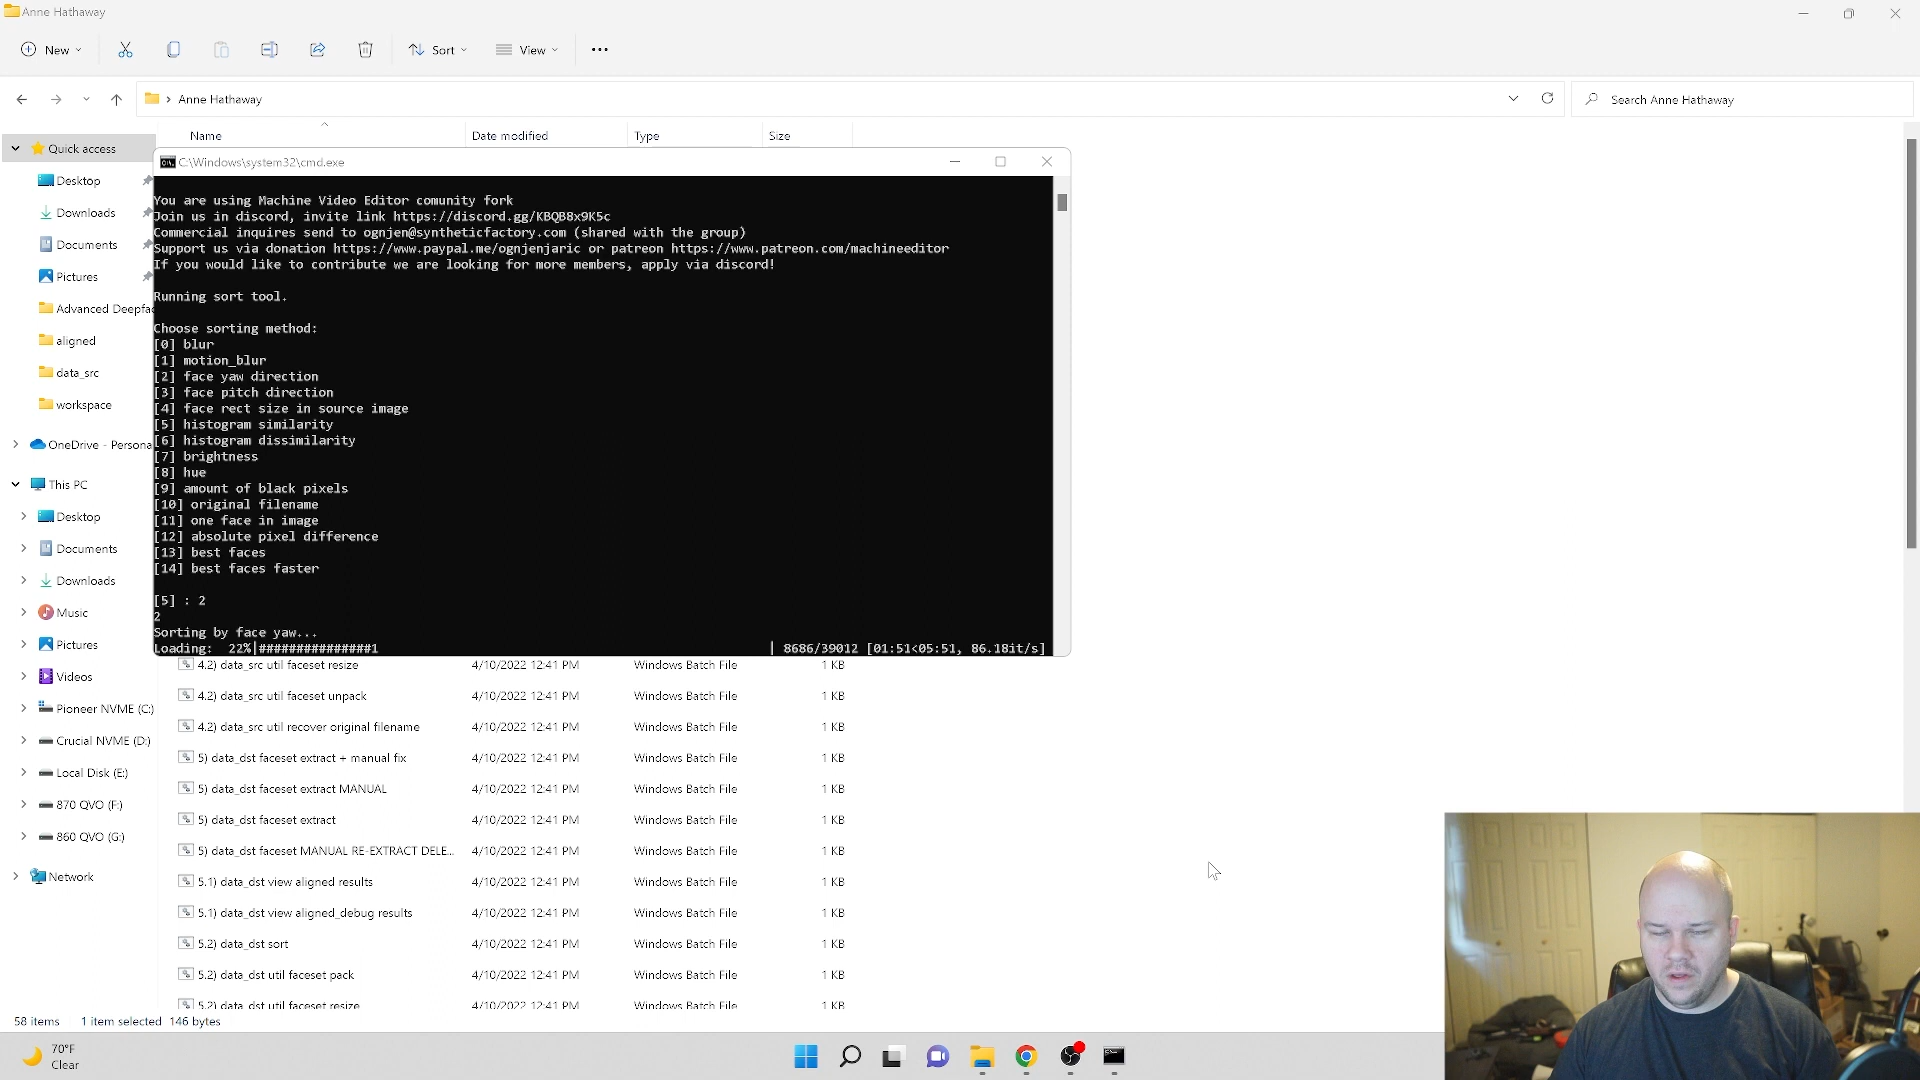 Anne Hathaway
New
Sort
View
Anne Hathaway
Search Anne Hathaway
Name
Date modified
Type
Size
Quick access
Desktop
Downloads
Documents
Pictures
Advanced Deepfac
aligned
data_src
workspace
OneDrive - Persona
This PC
Desktop
Documents
Downloads
Music
Pictures
Videos
Pioneer NVME (C:)
Crucial NVME (D:)
Local Disk (E:)
870 QVO (F:)
860 QVO (G:)
Network
C:\Windows\system32\cmd.exe
You are using Machine Video Editor comunity fork
Join us in discord, invite link https://discord.gg/KBQB8x9K5c
Commercial inquires send to ognjen@syntheticfactory.com (shared with the group)
Support us via donation https://www.paypal.me/ognjenjaric or patreon https://www.patreon.com/machineeditor
If you would like to contribute we are looking for more members, apply via discord!
Running sort tool.
Choose sorting method:
[0] blur
[1] motion_blur
[2] face yaw direction
[3] face pitch direction
[4] face rect size in source image
[5] histogram similarity
[6] histogram dissimilarity
[7] brightness
[8] hue
[9] amount of black pixels
[10] original filename
[11] one face in image
[12] absolute pixel difference
[13] best faces
[14] best faces faster
[5] : 2
2
Sorting by face yaw...
Loading: 22%|###############1 | 8686/39012 [01:51<05:51, 86.18it/s]
4.2) data_src util faceset resize 4/10/2022 12:41 PM Windows Batch File 1 KB
4.2) data_src util faceset unpack 4/10/2022 12:41 PM Windows Batch File 1 KB
4.2) data_src util recover original filename 4/10/2022 12:41 PM Windows Batch File 1 KB
5) data_dst faceset extract + manual fix 4/10/2022 12:41 PM Windows Batch File 1 KB
5) data_dst faceset extract MANUAL 4/10/2022 12:41 PM Windows Batch File 1 KB
5) data_dst faceset extract 4/10/2022 12:41 PM Windows Batch File 1 KB
5) data_dst faceset MANUAL RE-EXTRACT DELE... 4/10/2022 12:41 PM Windows Batch File 1 KB
5.1) data_dst view aligned results 4/10/2022 12:41 PM Windows Batch File 1 KB
5.1) data_dst view aligned_debug results 4/10/2022 12:41 PM Windows Batch File 1 KB
5.2) data_dst sort 4/10/2022 12:41 PM Windows Batch File 1 KB
5.2) data_dst util faceset pack 4/10/2022 12:41 PM Windows Batch File 1 KB
5.2) data_dst util faceset resize 4/10/2022 12:41 PM Windows Batch File 1 KB
58 items 1 item selected 146 bytes
70°F
Clear